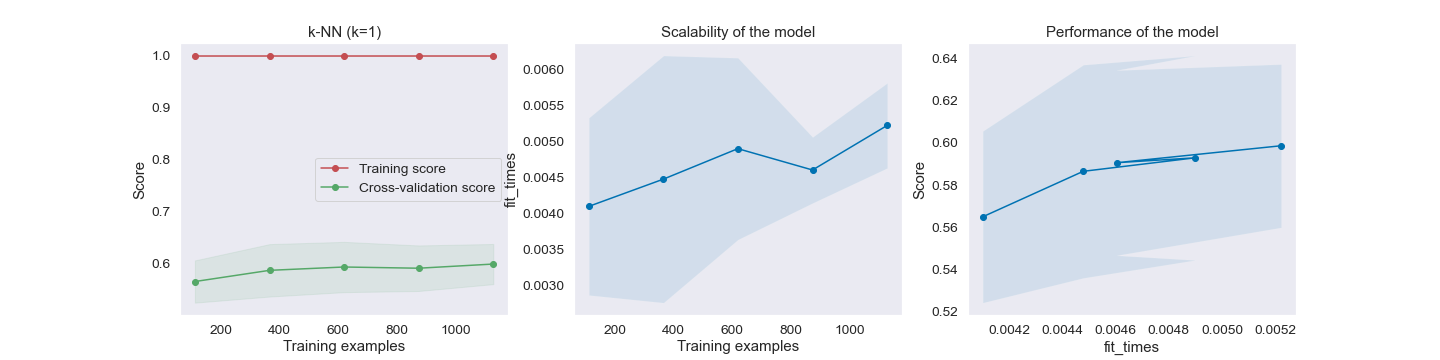 k-NN (k=1)
Score
1.0
0.9
0.8
0.7
0.6
Training score
Cross-validation score
200 400 600 800 1000
Training examples
Scalability of the model
fit_times
0.0060
0.0055
0.0050
0.0045
0.0040
0.0035
0.0030
200 400 600 800 1000
Training examples
Performance of the model
Score
0.64
0.62
0.60
0.58
0.56
0.54
0.52
0.0042 0.0044 0.0046 0.0048 0.0050 0.0052
fit_times